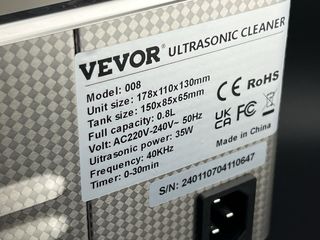 VEVOR® ULTRASONIC CLEANER
Model: 008
Unit size: 178x110x130mm
Tank size: 150x85x65mm
Full capacity: 0.8L
Volt: AC220V-240V~ 50Hz
Ultrasonic power: 35W
Frequency: 40KHz
Timer: 0-30min
CE RoHS
UK CA FC
Made in China
S/N: 240110704110647